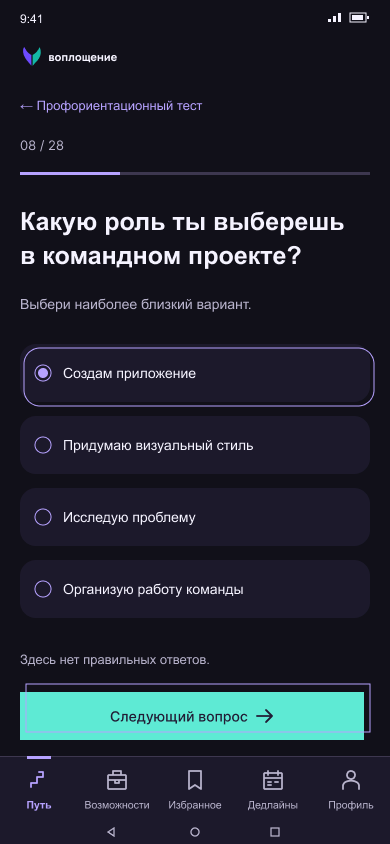 9:41
воплощение
← Профориентационный тест
08 / 28
Какую роль ты выберешь
в командном проекте?
Выбери наиболее близкий вариант.
Создам приложение
Придумаю визуальный стиль
Исследую проблему
Организую работу команды
Здесь нет правильных ответов.
Следующий вопрос →
Путь Возможности Избранное Дедлайны Профиль